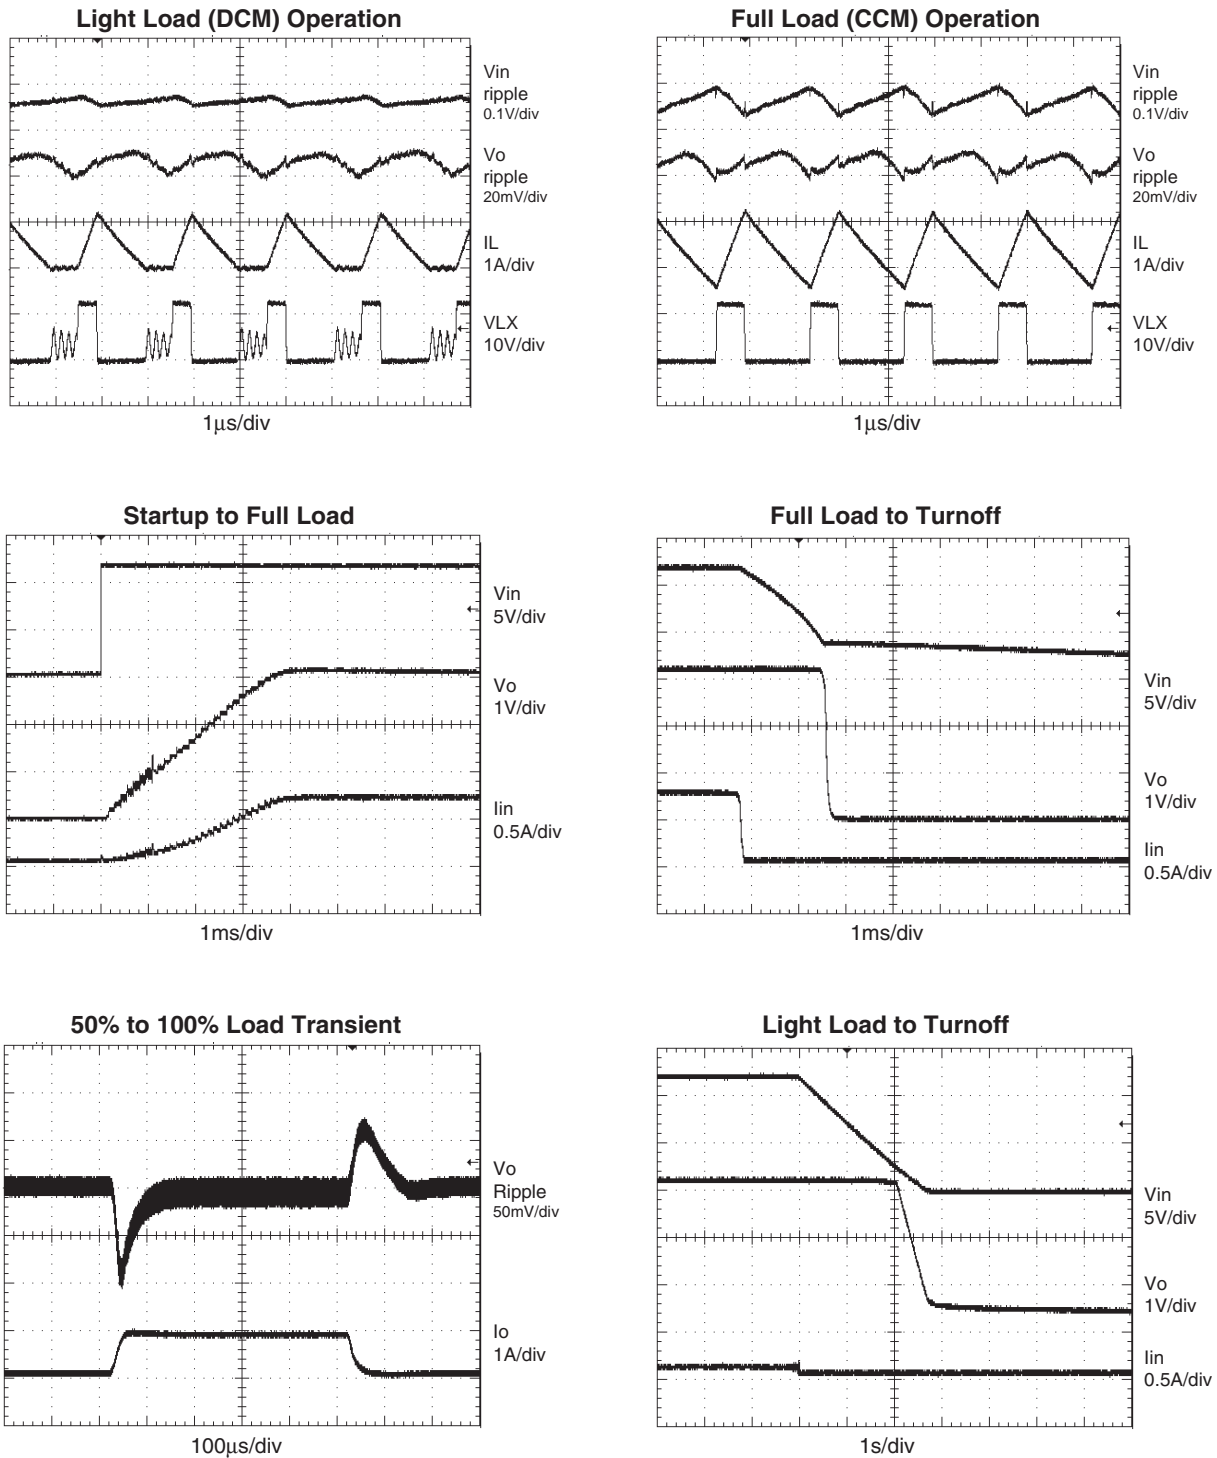 Light Load (DCM) Operation
Vin
ripple
0.1V/div
Vo
ripple
20mV/div
IL
1A/div
VLX
10V/div
1μs/div
Full Load (CCM) Operation
Vin
ripple
0.1V/div
Vo
ripple
20mV/div
IL
1A/div
VLX
10V/div
1μs/div
Startup to Full Load
Vin
5V/div
Vo
1V/div
Iin
0.5A/div
1ms/div
Full Load to Turnoff
Vin
5V/div
Vo
1V/div
Iin
0.5A/div
1ms/div
50% to 100% Load Transient
Vo
Ripple
50mV/div
Io
1A/div
100μs/div
Light Load to Turnoff
Vin
5V/div
Vo
1V/div
Iin
0.5A/div
1s/div